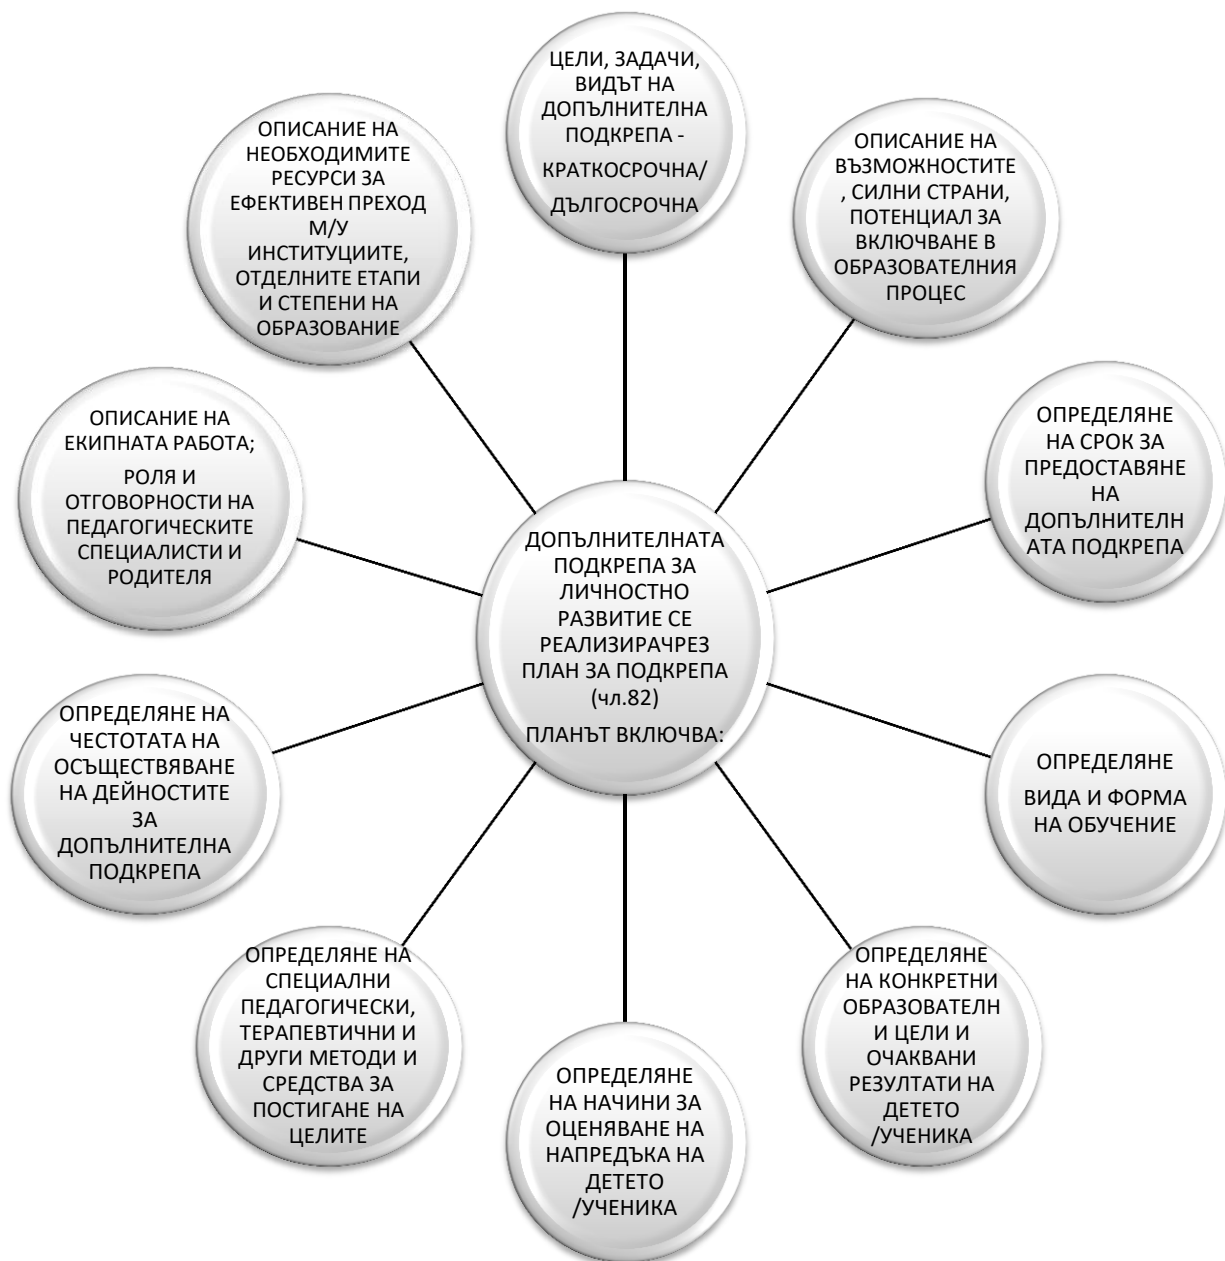 ЦЕЛИ, ЗАДАЧИ,
ВИДЪТ НА
ДОПЪЛНИТЕЛНА
ПОДКРЕПА -
КРАТКОСРОЧНА/
ДЪЛГОСРОЧНА
ОПИСАНИЕ НА
ВЪЗМОЖНОСТИТЕ
, СИЛНИ СТРАНИ,
ПОТЕНЦИАЛ ЗА
ВКЛЮЧВАНЕ В
ОБРАЗОВАТЕЛНИЯ
ПРОЦЕС
ОПРЕДЕЛЯНЕ
НА СРОК ЗА
ПРЕДОСТАВЯНЕ
НА
ДОПЪЛНИТЕЛН
АТА ПОДКРЕПА
ОПРЕДЕЛЯНЕ
ВИДА И ФОРМА
НА ОБУЧЕНИЕ
ОПРЕДЕЛЯНЕ
НА КОНКРЕТНИ
ОБРАЗОВАТЕЛН
И ЦЕЛИ И
ОЧАКВАНИ
РЕЗУЛТАТИ НА
ДЕТЕТО
/УЧЕНИКА
ОПРЕДЕЛЯНЕ
НА НАЧИНИ ЗА
ОЦЕНЯВАНЕ НА
НАПРЕДЪКА НА
ДЕТЕТО
/УЧЕНИКА
ОПРЕДЕЛЯНЕ НА
СПЕЦИАЛНИ
ПЕДАГОГИЧЕСКИ,
ТЕРАПЕВТИЧНИ И
ДРУГИ МЕТОДИ И
СРЕДСТВА ЗА
ПОСТИГАНЕ НА
ЦЕЛИТЕ
ОПРЕДЕЛЯНЕ НА
ЧЕСТОТАТА НА
ОСЪЩЕСТВЯВАНЕ
НА ДЕЙНОСТИТЕ
ЗА
ДОПЪЛНИТЕЛНА
ПОДКРЕПА
ОПИСАНИЕ НА
ЕКИПНАТА РАБОТА;
РОЛЯ И
ОТГОВОРНОСТИ НА
ПЕДАГОГИЧЕСКИТЕ
СПЕЦИАЛИСТИ И
РОДИТЕЛЯ
ОПИСАНИЕ НА
НЕОБХОДИМИТЕ
РЕСУРСИ ЗА
ЕФЕКТИВЕН ПРЕХОД
М/У
ИНСТИТУЦИИТЕ,
ОТДЕЛНИТЕ ЕТАПИ
И СТЕПЕНИ НА
ОБРАЗОВАНИЕ
ДОПЪЛНИТЕЛНАТА
ПОДКРЕПА ЗА
ЛИЧНОСТНО
РАЗВИТИЕ СЕ
РЕАЛИЗИРАЧРЕЗ
ПЛАН ЗА ПОДКРЕПА
(чл.82)
ПЛАНЪТ ВКЛЮЧВА: